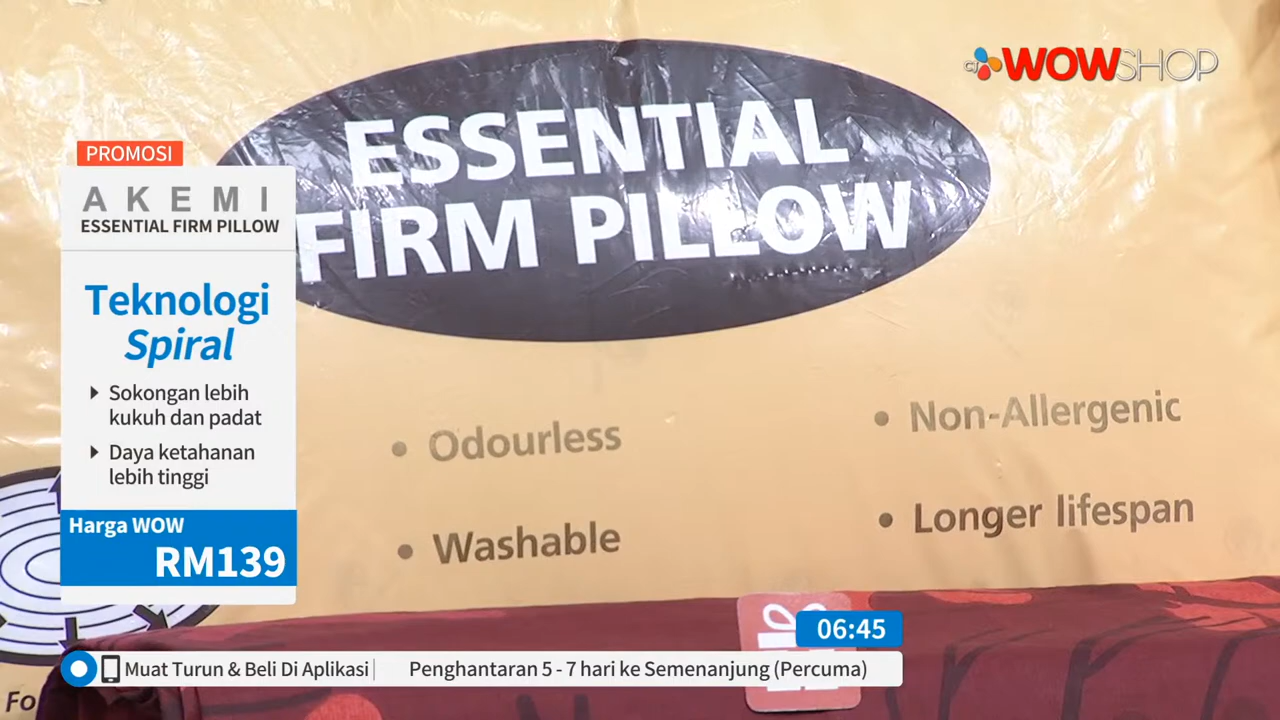 CJ WOWSHOP
ESSENTIAL
FIRM PILLOW
PROMOSI
AKEMI
ESSENTIAL FIRM PILLOW
Teknologi
Spiral
Sokongan lebih
kukuh dan padat
Daya ketahanan
lebih tinggi
Harga WOW
RM139
• Odourless
• Non-Allergenic
• Washable
• Longer lifespan
06:45
Muat Turun & Beli Di Aplikasi
Penghantaran 5 - 7 hari ke Semenanjung (Percuma)